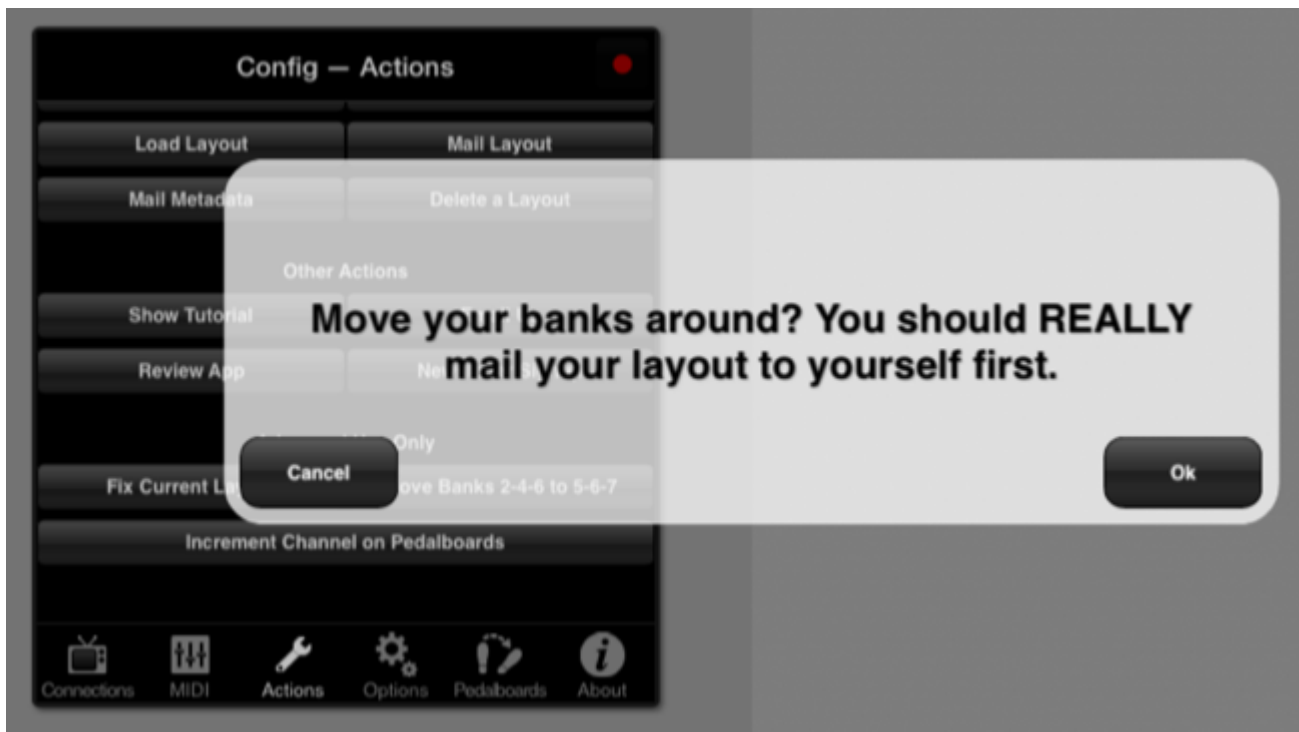 Config — Actions
Load Layout
Mail Layout
Mail Metadata
Delete a Layout
Other Actions
Show Tutorial
Move your banks around? You should REALLY
mail your layout to yourself first.
Review App
Only
Cancel
Ok
Fix Current
Banks 2-4-6 to 5-6-7
Increment Channel on Pedalboards
Connections
MIDI
Actions
Options
Pedalboards
About